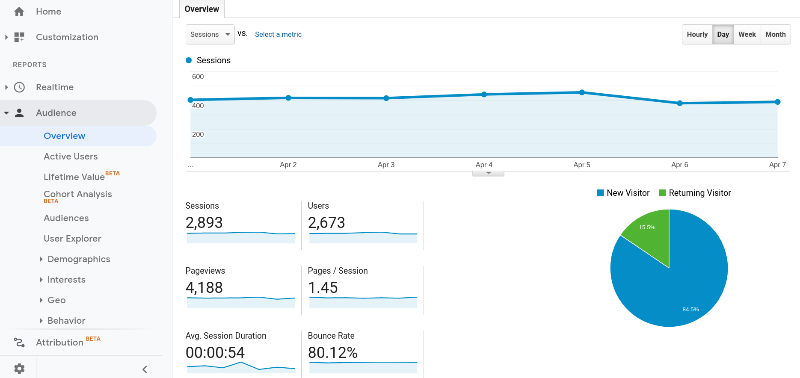 Home
Customization
REPORTS
Realtime
Audience
Overview
Active Users
Lifetime Value BETA
Cohort Analysis
BETA
Audiences
User Explorer
Demographics
Interests
Geo
Behavior
Attribution BETA
Overview
Sessions vs. Select a metric
Hourly Day Week Month
Sessions
600
400
200
... Apr 2 Apr 3 Apr 4 Apr 5 Apr 6 Apr 7
New Visitor Returning Visitor
15.5%
84.5%
Sessions Users
2,893 2,673
Pageviews Pages / Session
4,188 1.45
Avg. Session Duration Bounce Rate
00:00:54 80.12%